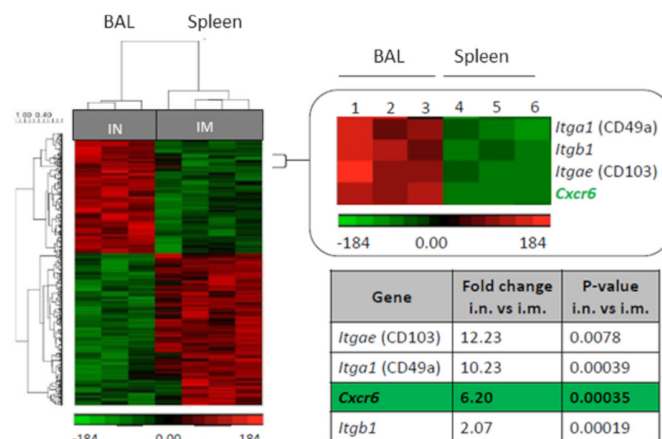 BAL Spleen
1.00 0.40
IN IM
-184 0.00 184
BAL Spleen
1 2 3 4 5 6
Itga1 (CD49a)
Itgb1
Itgae (CD103)
Cxcr6
-184 0.00 184
Gene Fold change i.n. vs i.m. P-value i.n. vs i.m.
Itgae (CD103) 12.23 0.0078
Itga1 (CD49a) 10.23 0.00039
Cxcr6 6.20 0.00035
Itgb1 2.07 0.00019